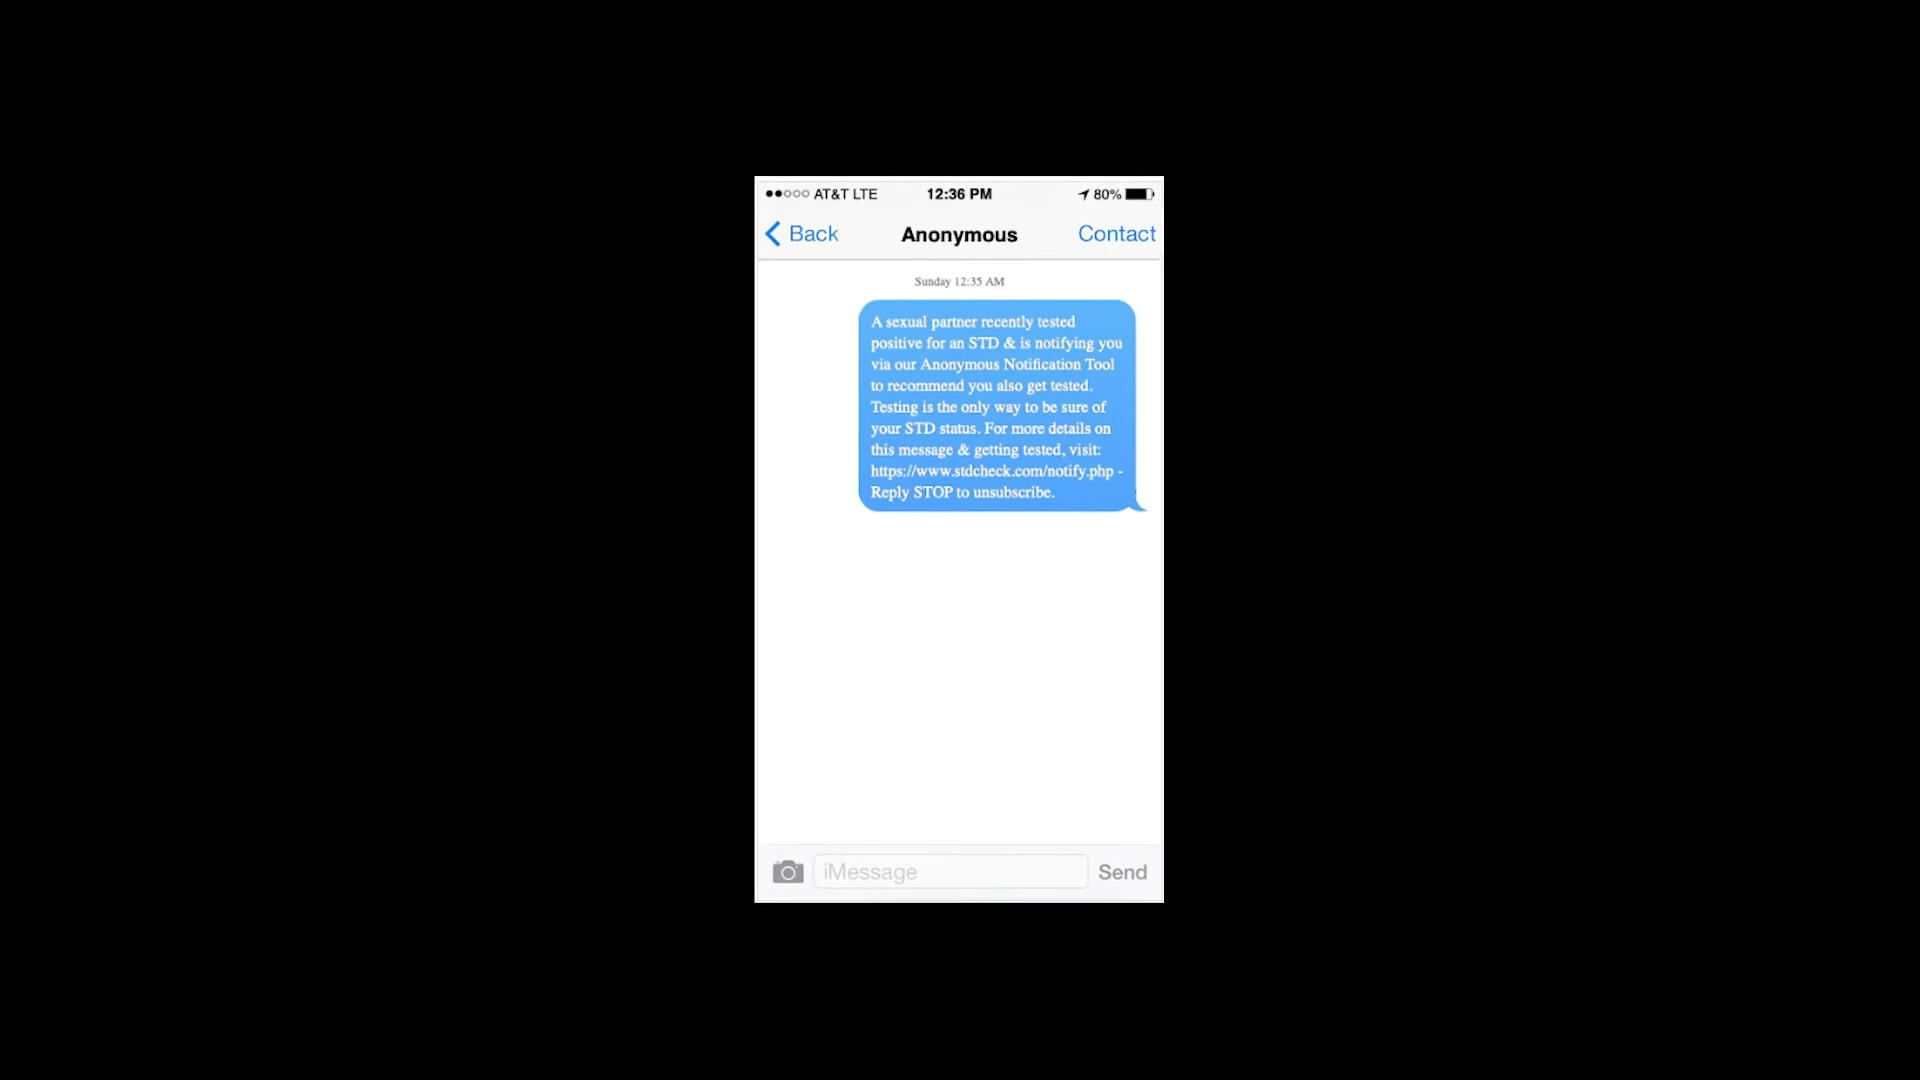 AT&T LTE 12:36 PM 80%
Back Anonymous Contact
Sunday 12:35 AM
A sexual partner recently tested
positive for an STD & is notifying you
via our Anonymous Notification Tool
to recommend you also get tested.
Testing is the only way to be sure of
your STD status. For more details on
this message & getting tested, visit:
https://www.stdcheck.com/notify.php -
Reply STOP to unsubscribe.
iMessage Send